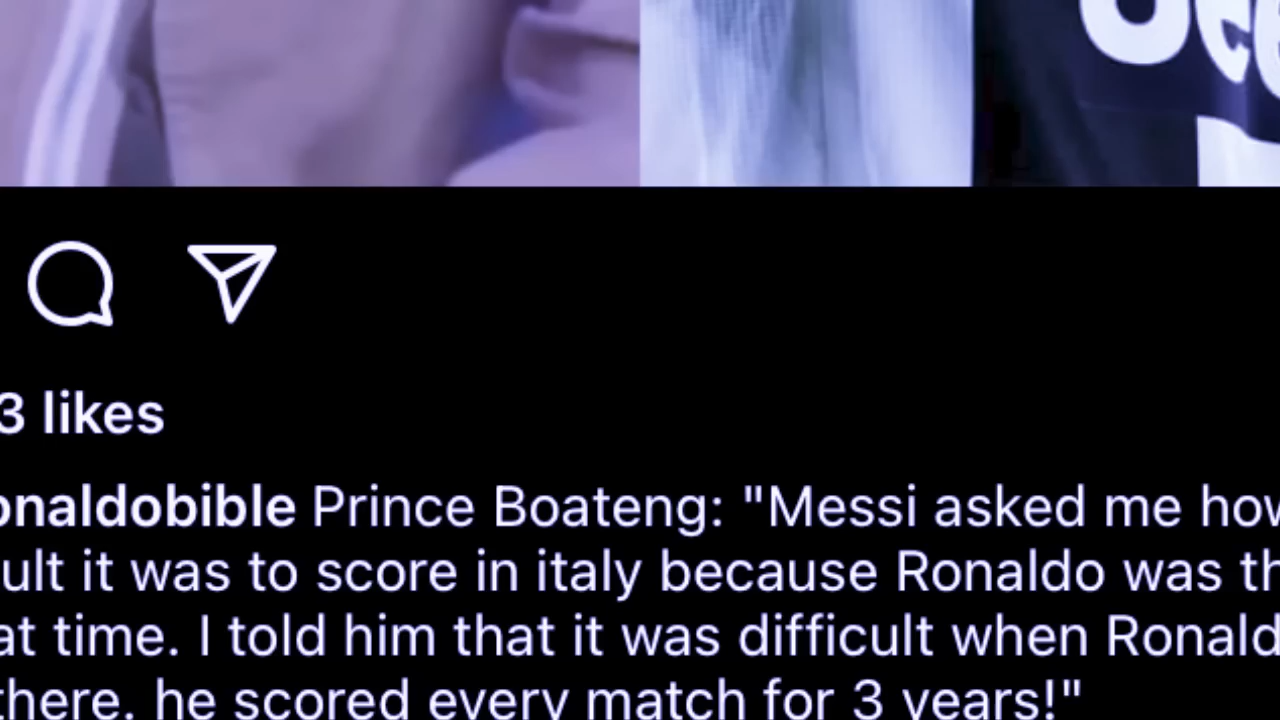 Jee
3 likes
onaldobible Prince Boateng: "Messi asked me how
ult it was to score in italy because Ronaldo was th
at time. I told him that it was difficult when Ronald
there. he scored every match for 3 years!"